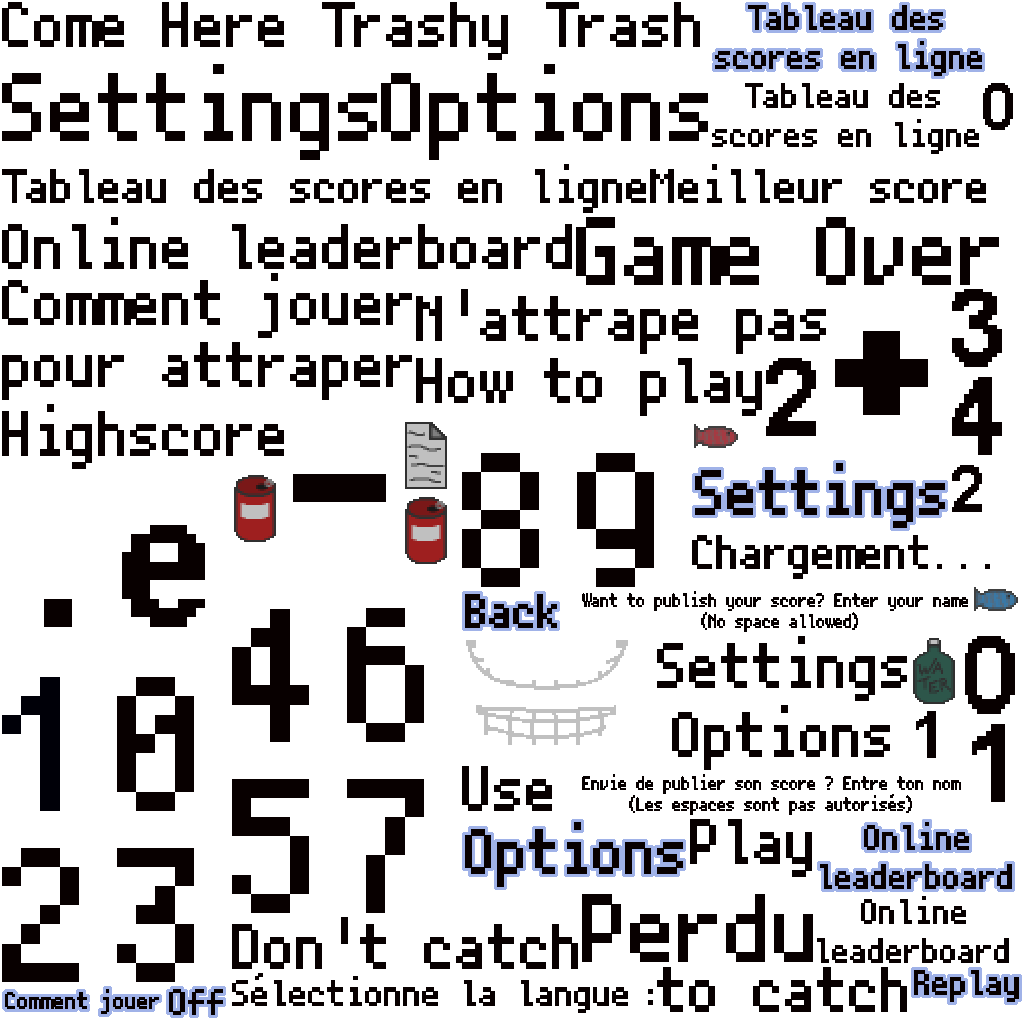 Come Here Trashy Trash
Tableau des
scores en ligne
SettingsOptions
Tableau des
scores en ligne
0
Tableau des scores en ligne
Meilleur score
Online leaderboard
Game Over
Comment jouer
N'attrape pas
3
pour attraper
How to play
2
+
4
Highscore
-
8
9
Settings
2
Chargement...
.
e
Back
Want to publish your score? Enter your name
(No space allowed)
4
6
Settings
WA
TER
0
1
0
Options
1
1
Use
Envie de publier son score ? Entre ton nom
(Les espaces sont pas autorisés)
5
7
Options
Play
Online
leaderboard
2
3
Don't catch
Perdu
Online
leaderboard
Comment jouer
Off
Sélectionne la langue :
to catch
Replay